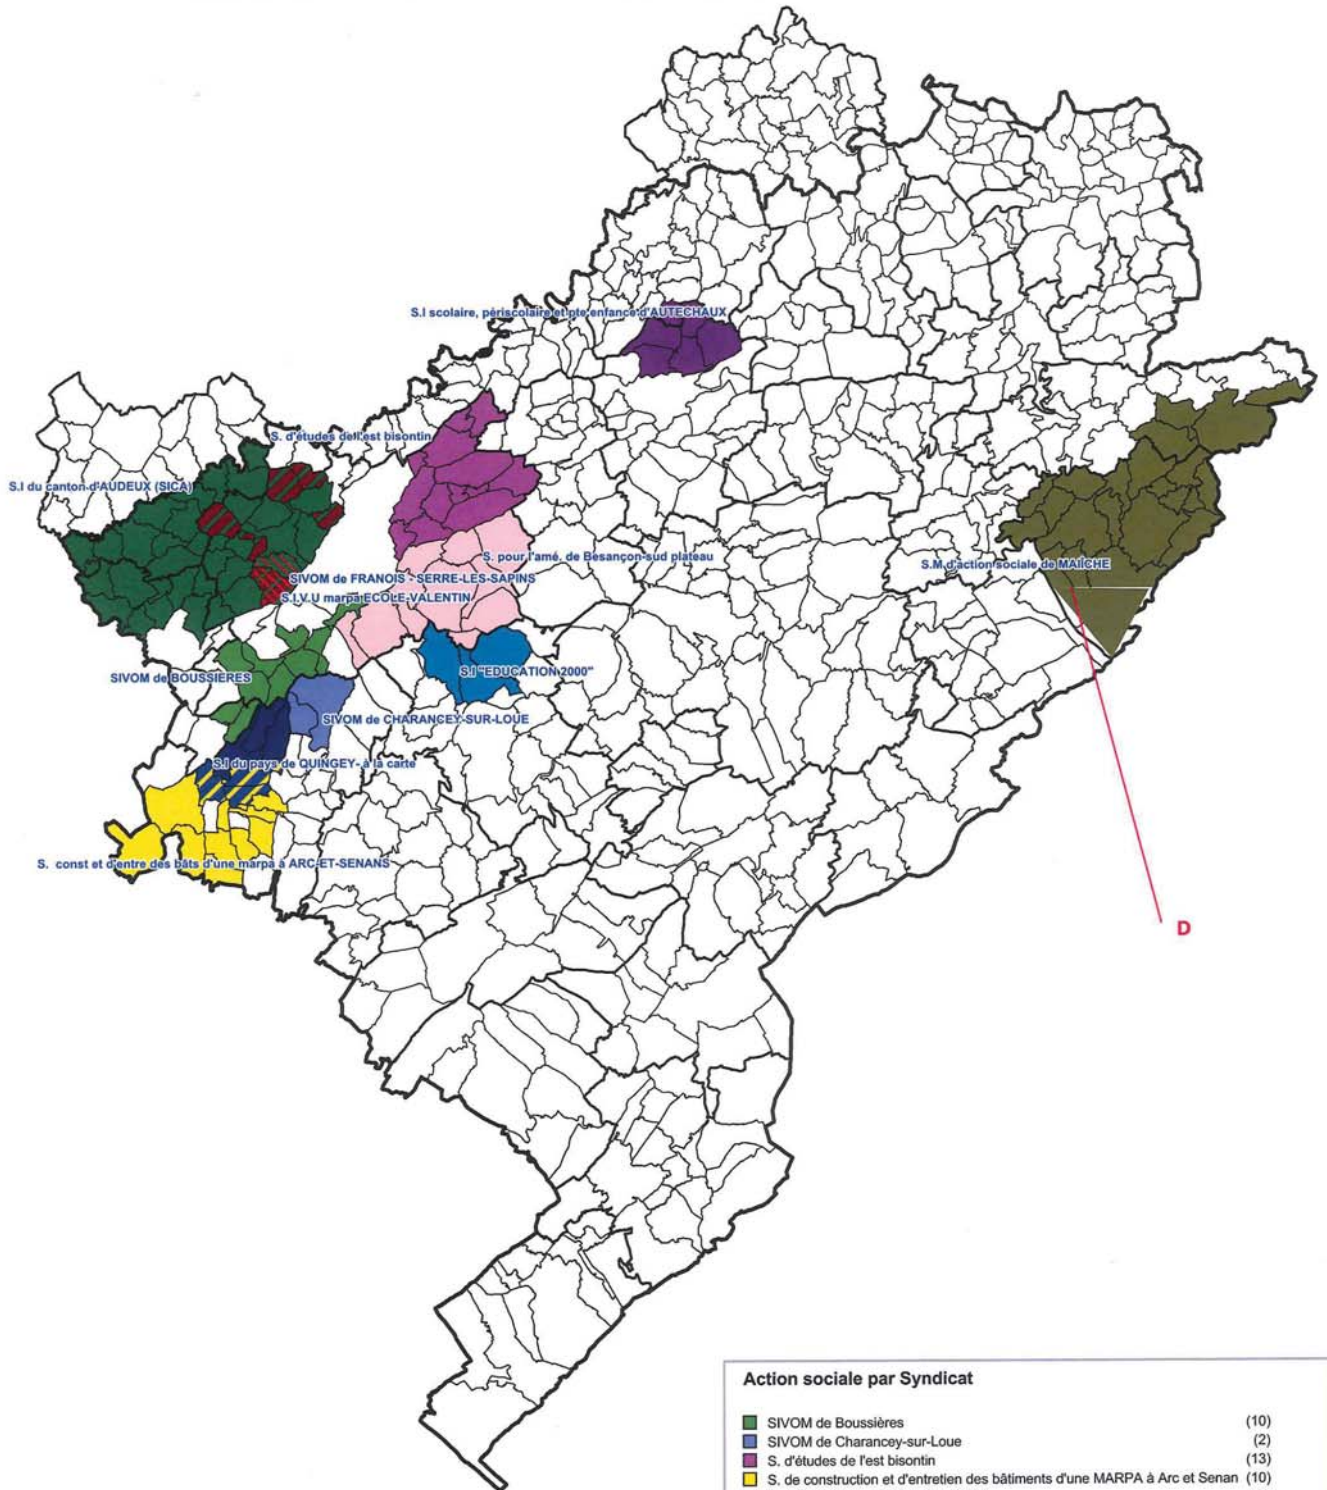 S.I scolaire, périscolaire et pte enfance d'AUTECHAUX
S. d'études de l'est bisontin
S.I du canton d'AUDEUX (SICA)
S. pour l'amé. de Besançon-sud plateau
S.M d'action sociale de MAIÎCHE
SIVOM de FRANOIS - SERRE-LES-SAPINS
S.I.V.U marpa ECOLE-VALENTIN
SIVOM de BOUSSIERES
S.I "EDUCATION 2000"
SIVOM de CHARANCEY-SUR-LOUE
S.I du pays de QUINGEY- à la carte
S. const et d'entre des bâts d'une marpa à ARC-ET-SENANS
D
Action sociale par Syndicat
SIVOM de Boussières (10)
SIVOM de Charancey-sur-Loue (2)
S. d'études de l'est bisontin (13)
S. de construction et d'entretien des bâtiments d'une MARPA à Arc et Senan (10)